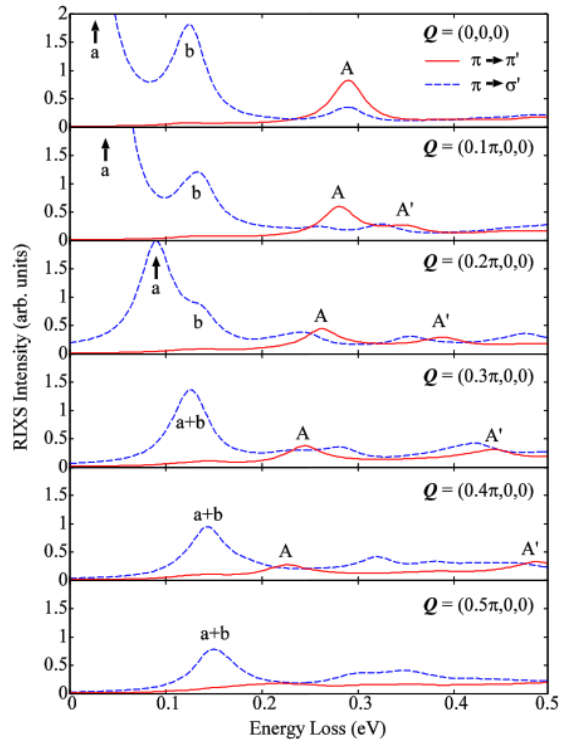 2
Q = (0,0,0)
π → π'
π → σ'
1.5
1
0.5
0
a
b
A
Q = (0.1π,0,0)
1.5
1
0.5
0
a
b
A
A'
Q = (0.2π,0,0)
1.5
1
0.5
0
a
b
A
A'
Q = (0.3π,0,0)
1.5
1
0.5
0
a+b
A
A'
Q = (0.4π,0,0)
1.5
1
0.5
0
a+b
A
A'
Q = (0.5π,0,0)
1.5
1
0.5
0
a+b
0 0.1 0.2 0.3 0.4 0.5
Energy Loss (eV)
RIXS Intensity (arb. units)